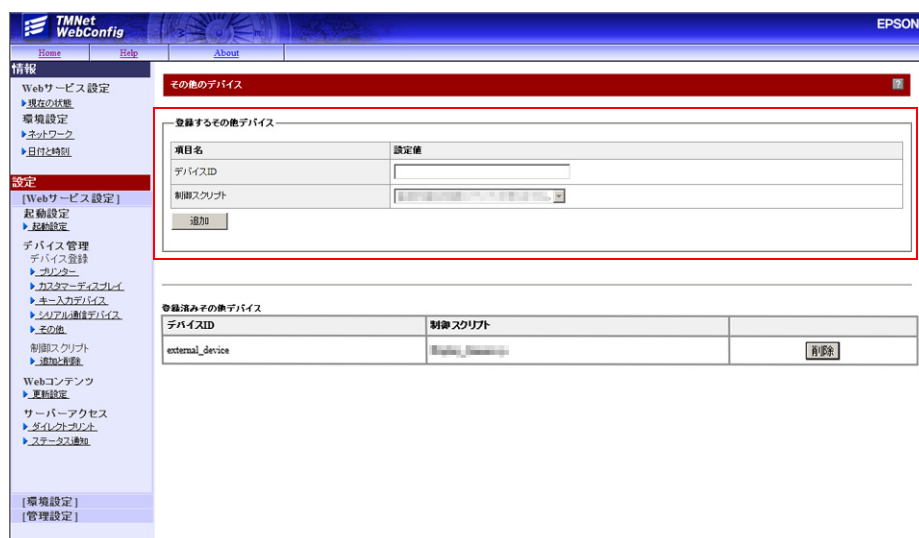 TMNet
WebConfig
EPSON
Home
Help
About
情報
Webサービス設定
現在の状態
環境設定
ネットワーク
日付と時刻
設定
[Webサービス設定]
起動設定
起動設定
デバイス管理
デバイス登録
プリンター
カスタマーディスプレイ
キー入力デバイス
シリアル通信デバイス
その他
制御スクリプト
追加と削除
Webコンテンツ
更新設定
サーバーアクセス
ダイレクトプリント
ステータス通知
[環境設定]
[管理設定]
その他のデバイス
?
登録するその他デバイス
項目名 設定値
デバイスID
制御スクリプト
追加
登録済みその他デバイス
デバイスID 制御スクリプト
external_device 削除